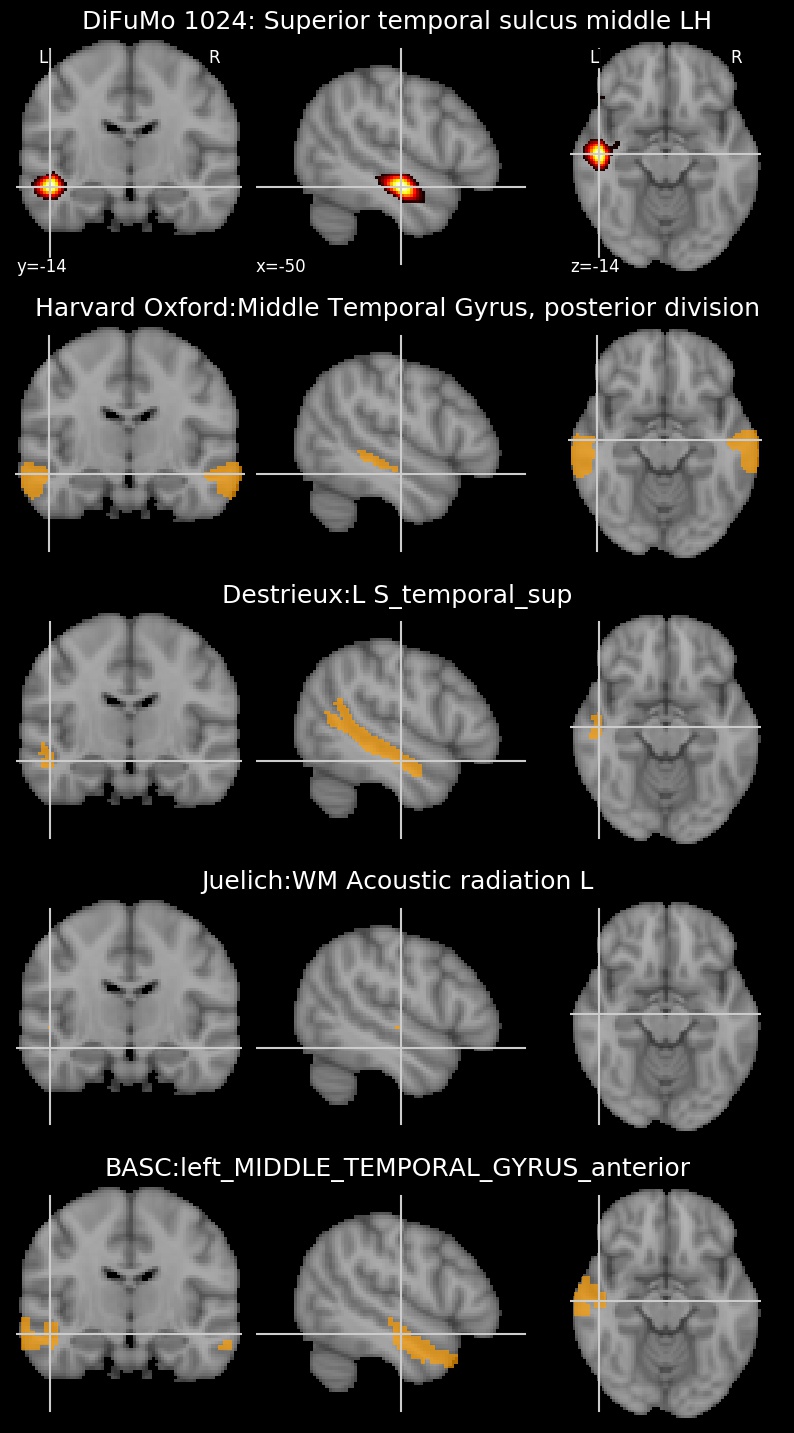 DiFuMo 1024: Superior temporal sulcus middle LH
L R L R
y=-14 x=-50 z=-14
Harvard Oxford:Middle Temporal Gyrus, posterior division
Destrieux:L S_temporal_sup
Juelich:WM Acoustic radiation L
BASC:left_MIDDLE_TEMPORAL_GYRUS_anterior